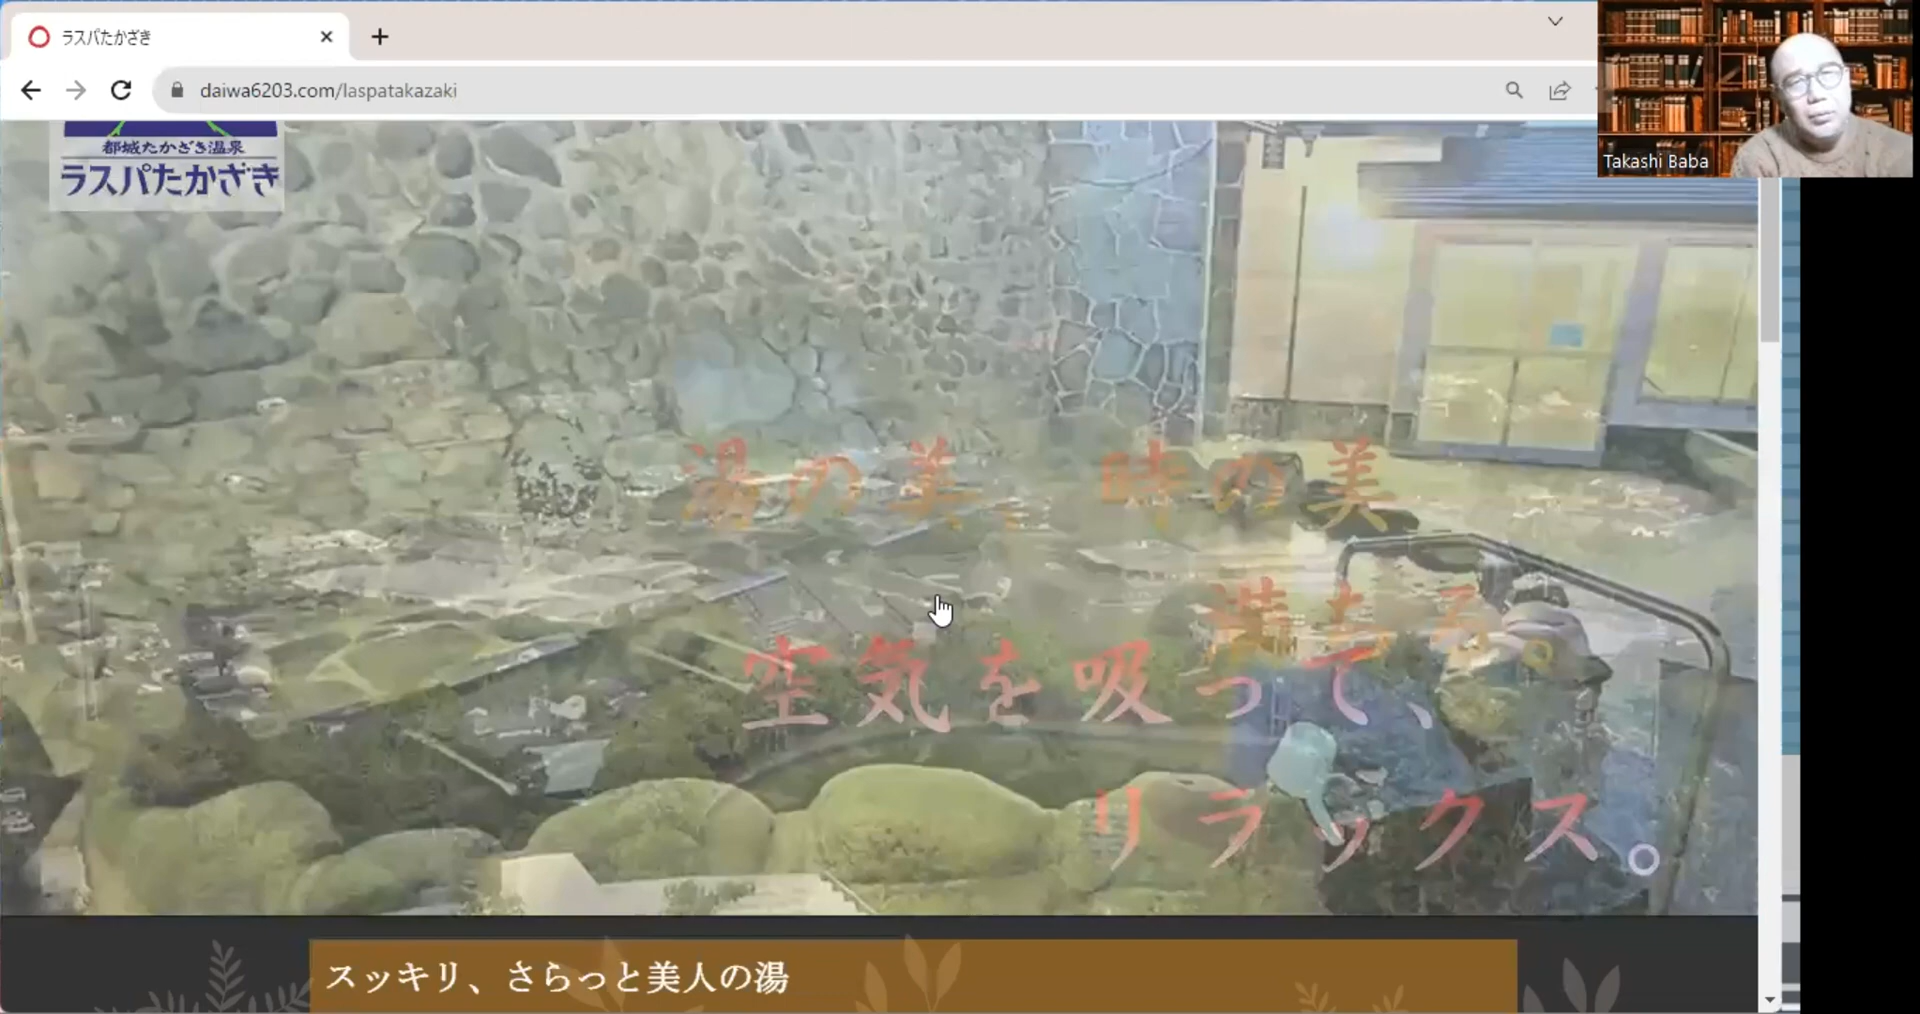 ラスパたかざき
daiwa6203.com/laspatakazaki
Takashi Baba
都城たかざき温泉
ラスパたかざき
湯の美、時の美
満ちる。
空気を吸って、
リラックス。
スッキリ、さらっと美人の湯